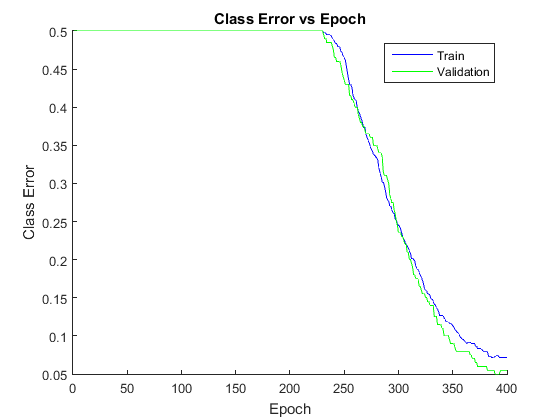 Class Error vs Epoch
Train
Validation
Class Error
0.5
0.45
0.4
0.35
0.3
0.25
0.2
0.15
0.1
0.05
0 50 100 150 200 250 300 350 400
Epoch